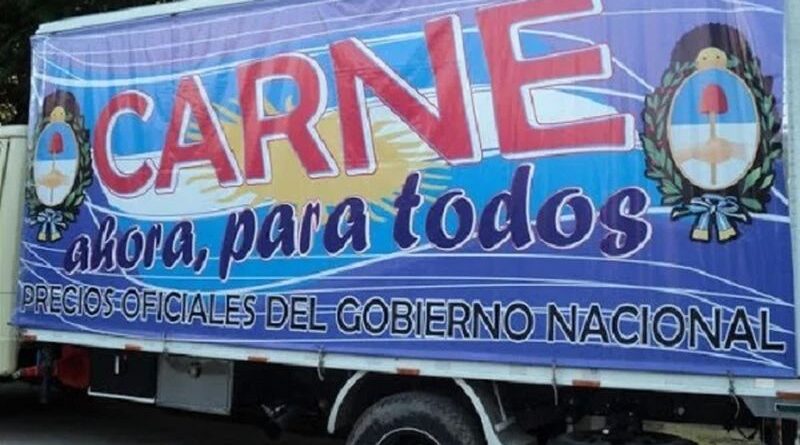 CARNE
ahora, para todos
PRECIOS OFICIALES DEL GOBIERNO NACIONAL